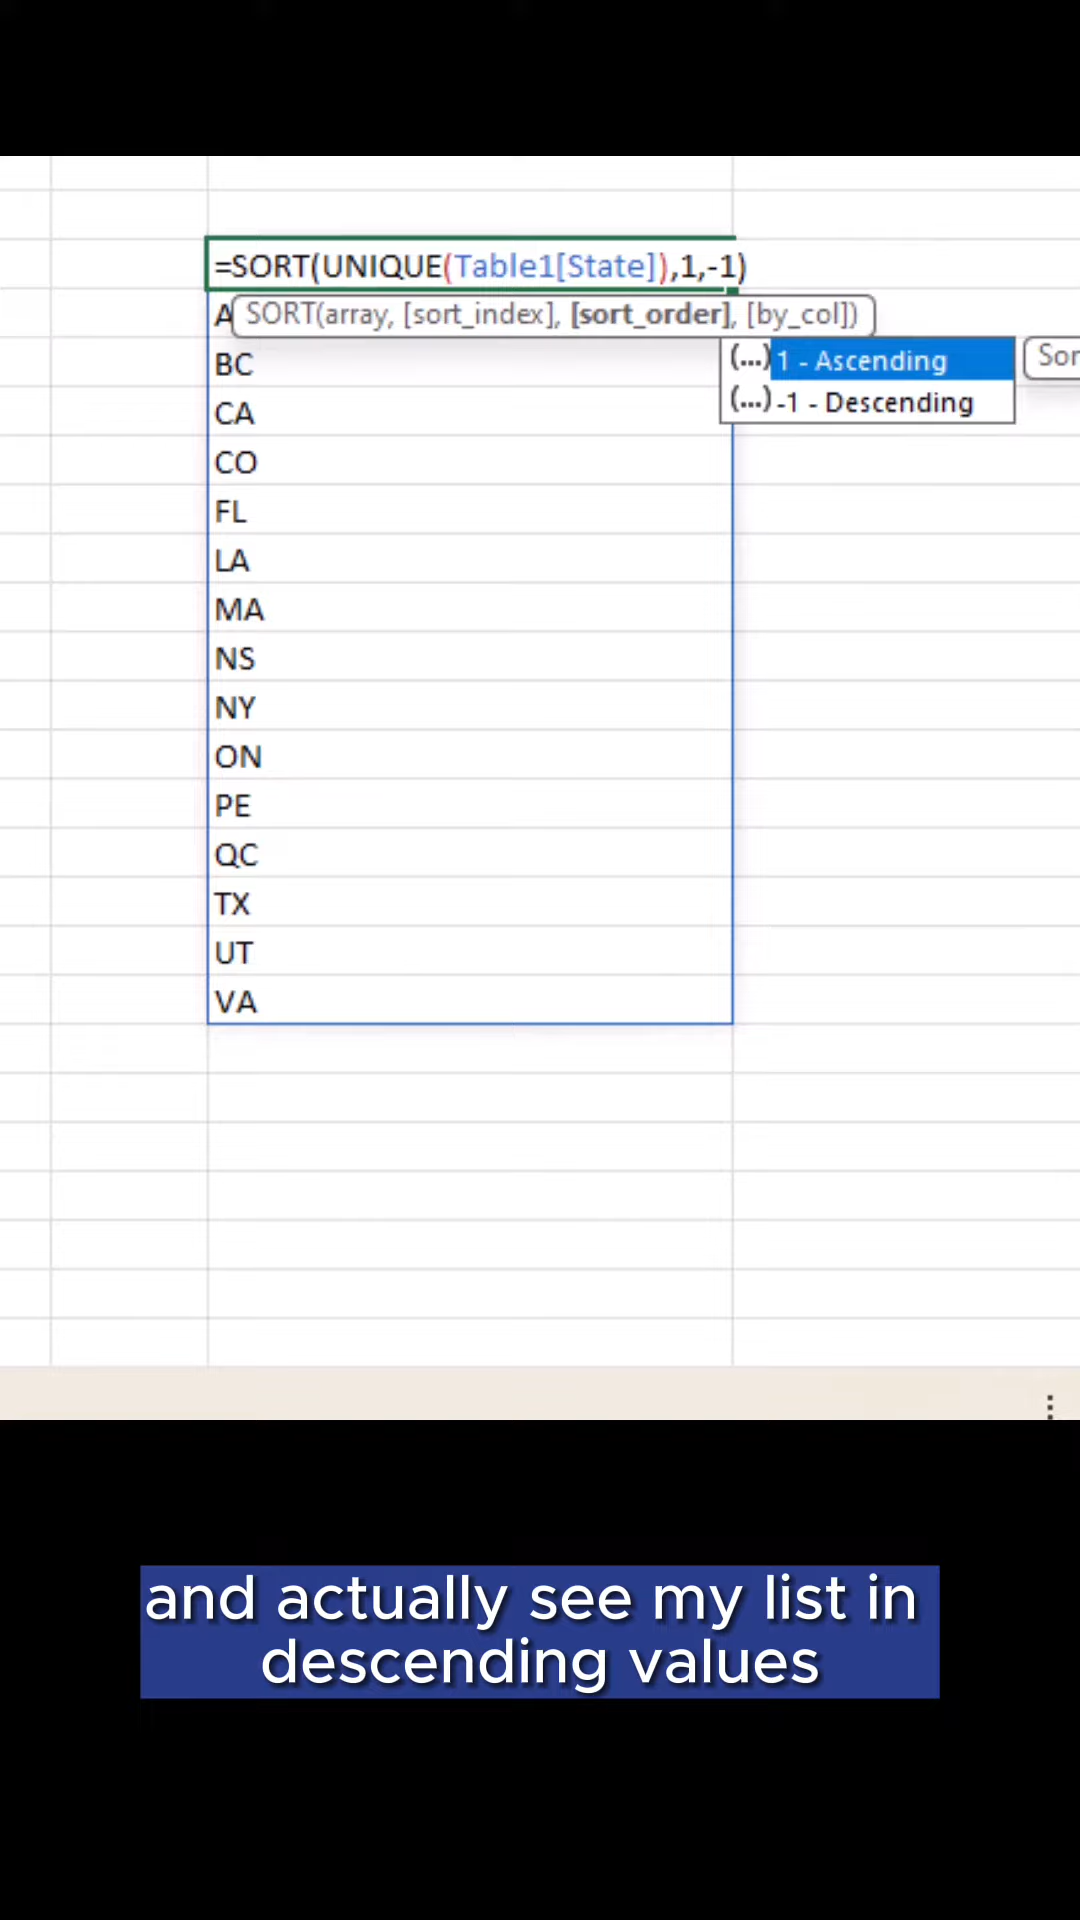 =SORT(UNIQUE(Table1[State]),1,-1)
A
SORT(array, [sort_index], [sort_order], [by_col])
BC
(...) 1 - Ascending
Sor
(...) -1 - Descending
CA
CO
FL
LA
MA
NS
NY
ON
PE
QC
TX
UT
VA
and actually see my list in
descending values